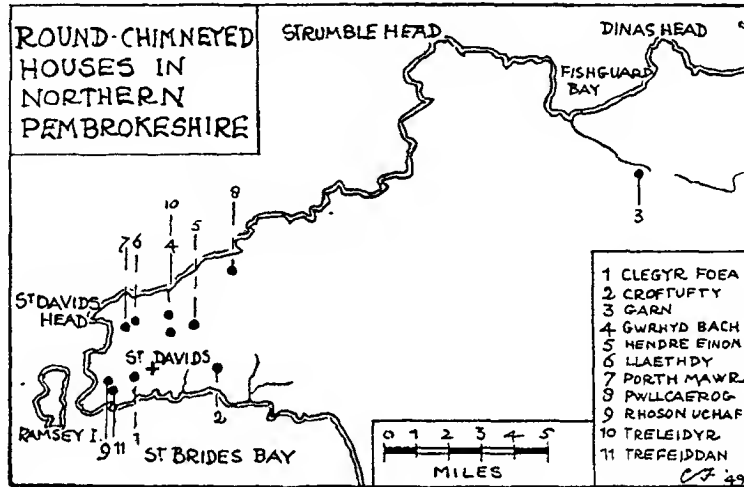 ROUND-CHIMNEYED
HOUSES IN
NORTHERN
PEMBROKESHIRE
STRUMBLE HEAD
DINAS HEAD
FISHGUARD
BAY
3
8
10
5
7 6 4
ST DAVIDS
HEAD
ST DAVIDS
RAMSEY I.
9 11 1 2
ST BRIDES BAY
0 1 2 3 4 5
MILES
1 CLEGYR FOEA
2 CROFTUFTY
3 GARN
4 GWRHYD BACH
5 HENDRE EINON
6 LLAETHDY
7 PORTH MAWR
8 PWLLCAEROG
9 RHOSON UCHAF
10 TRELEIDYR
11 TREFEIDDAN
'49